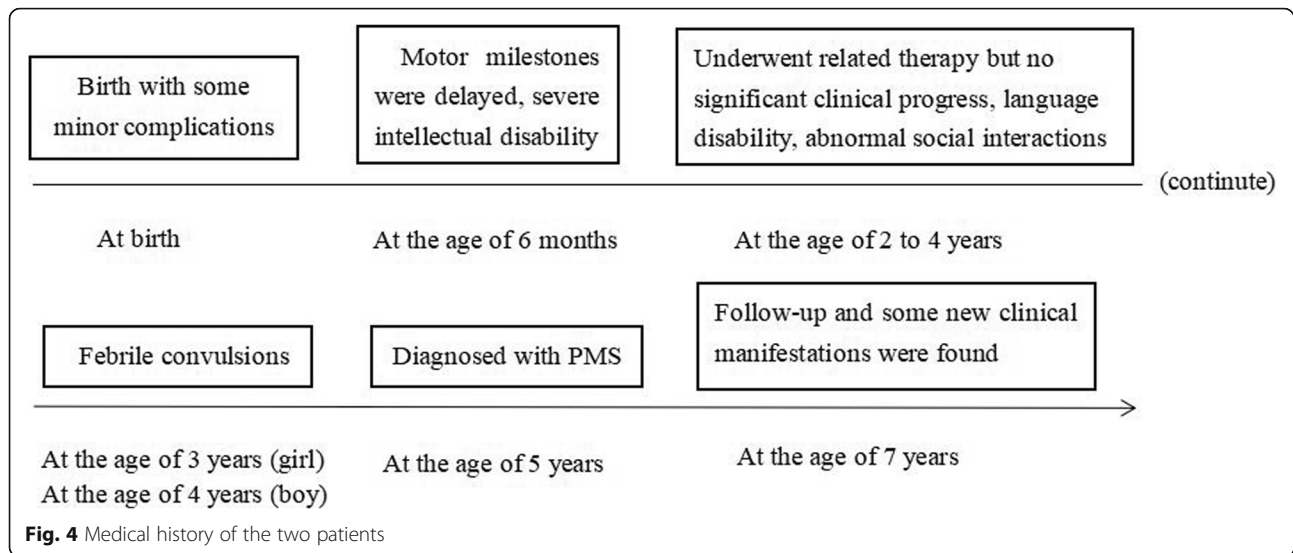 Birth with some
minor complications
Motor milestones
were delayed, severe
intellectual disability
Underwent related therapy but no
significant clinical progress, language
disability, abnormal social interactions
(continute)
At birth
At the age of 6 months
At the age of 2 to 4 years
Febrile convulsions
Diagnosed with PMS
Follow-up and some new clinical
manifestations were found
At the age of 3 years (girl)
At the age of 4 years (boy)
At the age of 5 years
At the age of 7 years
Fig. 4 Medical history of the two patients